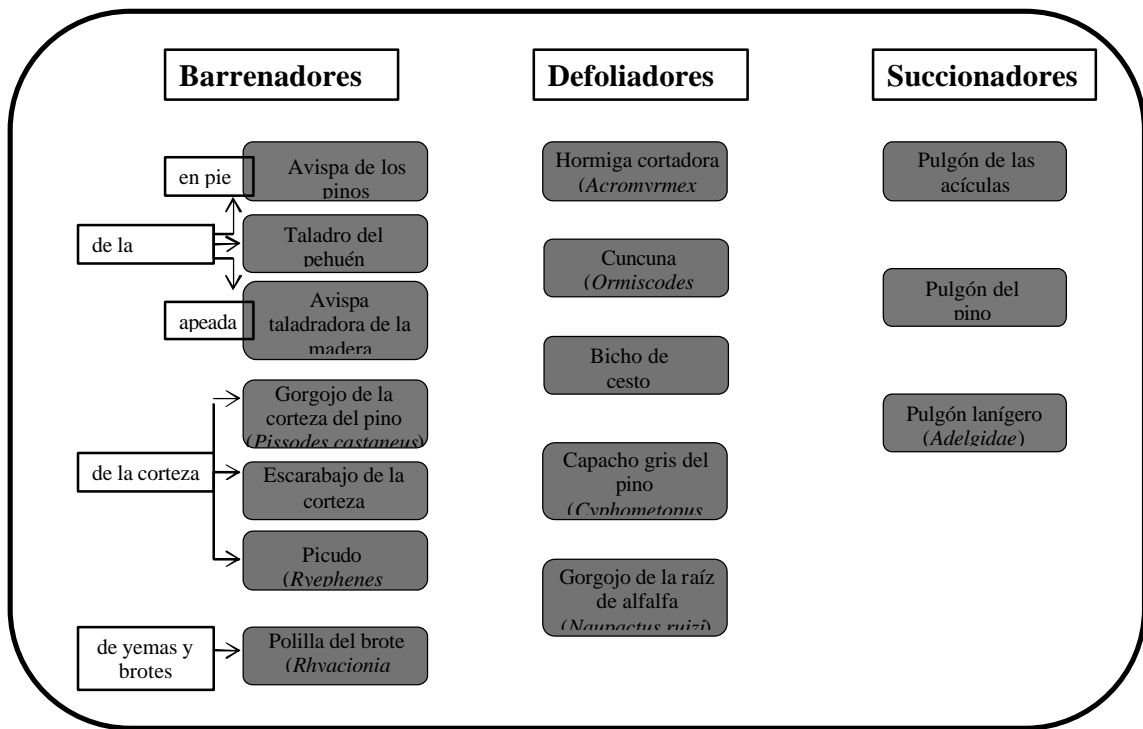 Barrenadores
Defoliadores
Succionadores
en pie
Avispa de los
pinos
de la
Taladro del
pehuén
apeada
Avispa
taladradora de la
madera
de la corteza
Gorgojo de la
corteza del pino
(Pissodes castaneus)
Escarabajo de la
corteza
Picudo
(Ryephenes
de yemas y
brotes
Polilla del brote
(Rhyacionia
Hormiga cortadora
(Acromyrmex
Cuncuna
(Ormiscodes
Bicho de
cesto
Capacho gris del
pino
(Cyphometopus
Gorgojo de la raíz
de alfalfa
(Naupactus ruizi)
Pulgón de las
acículas
Pulgón del
pino
Pulgón lanígero
(Adelgidae)